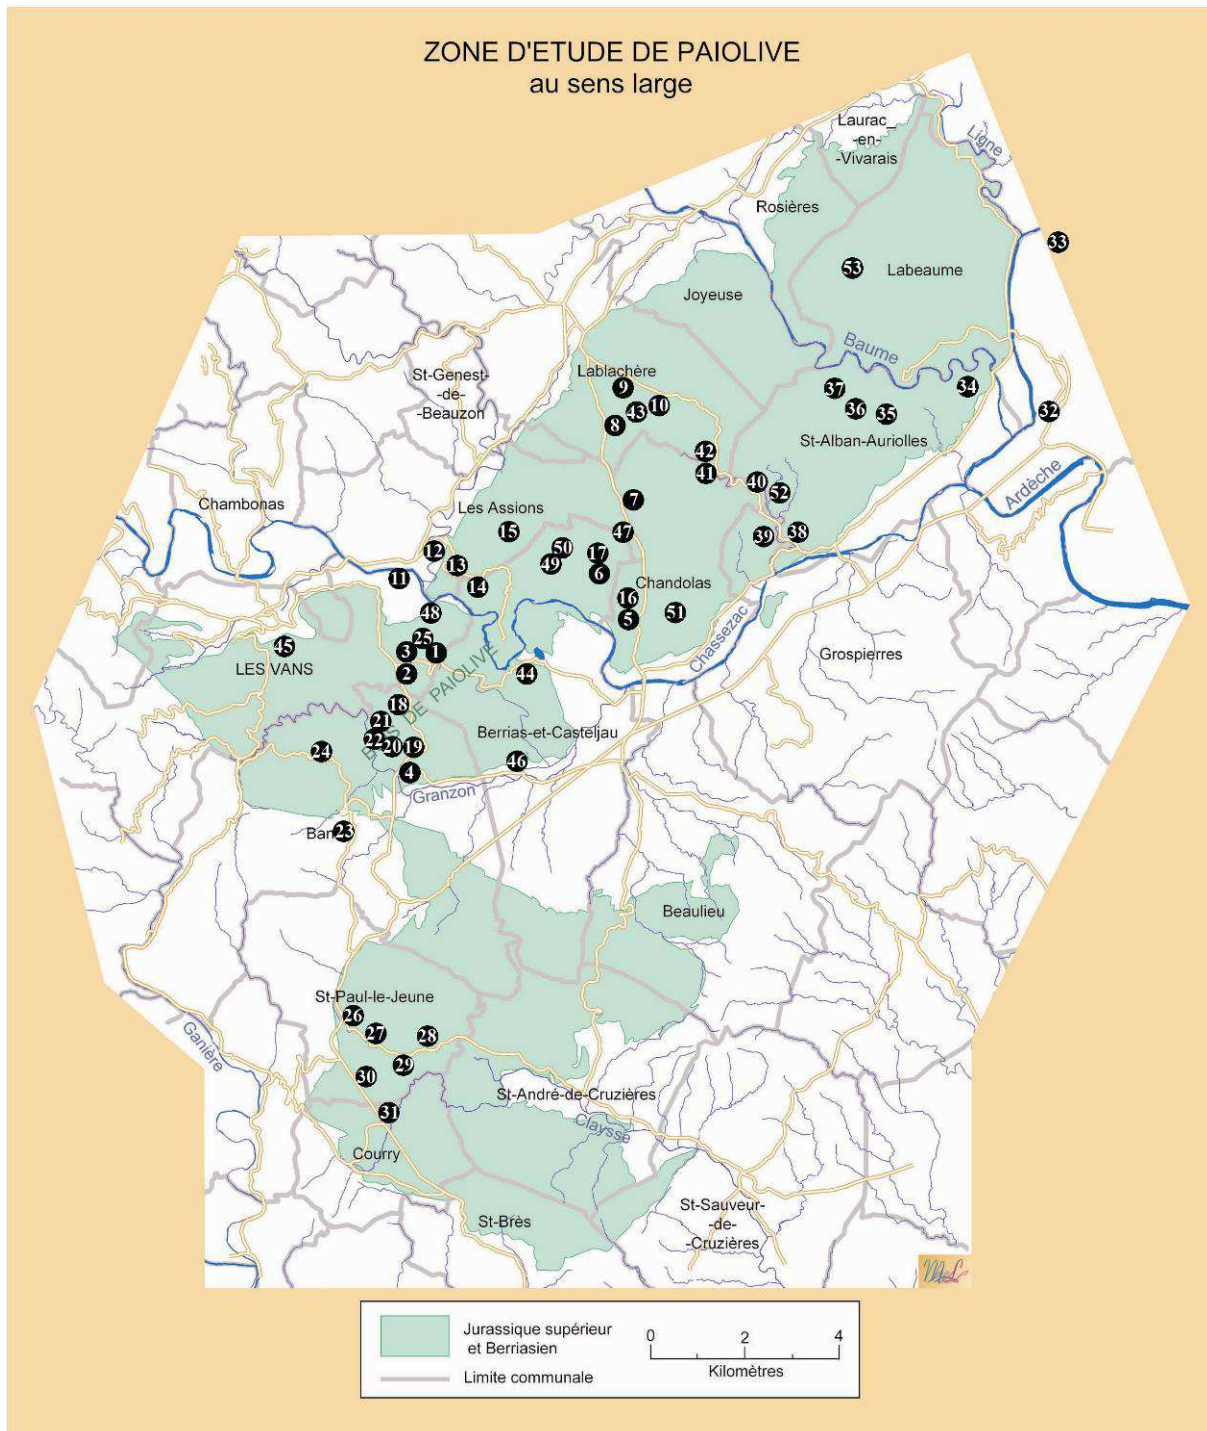 ZONE D'ETUDE DE PAIOLIVE
au sens large
Laurac_
-en-
-Vivarais
Ligne
Rosières
33
53
Labeaume
Joyeuse
Baume
Lablachère
St-Genest-
-de-
-Beauzon
9
37
34
10
43
36
35
32
8
St-Alban-Auriolles
42
41
40
52
Ardèche
Chambonas
7
Les Assions
15
47
39
38
12
50
17
13
49
6
11
14
Chandolas
16
48
5
51
Chassezac
25
45
3
1
LES VANS
2
44
Grospierres
DE PAIOLIVE
18
21
Berrias-et-Casteljau
22
20
19
24
46
4
Granzon
Ban
23
Beaulieu
St-Paul-le-Jeune
26
27
28
Ganière
29
30
St-André-de-Cruzières
31
Claysse
Courry
St-Brès
St-Sauveur-
-de-
-Cruzières
Jurassique supérieur
et Berriasien
Limite communale
0 2 4
Kilomètres